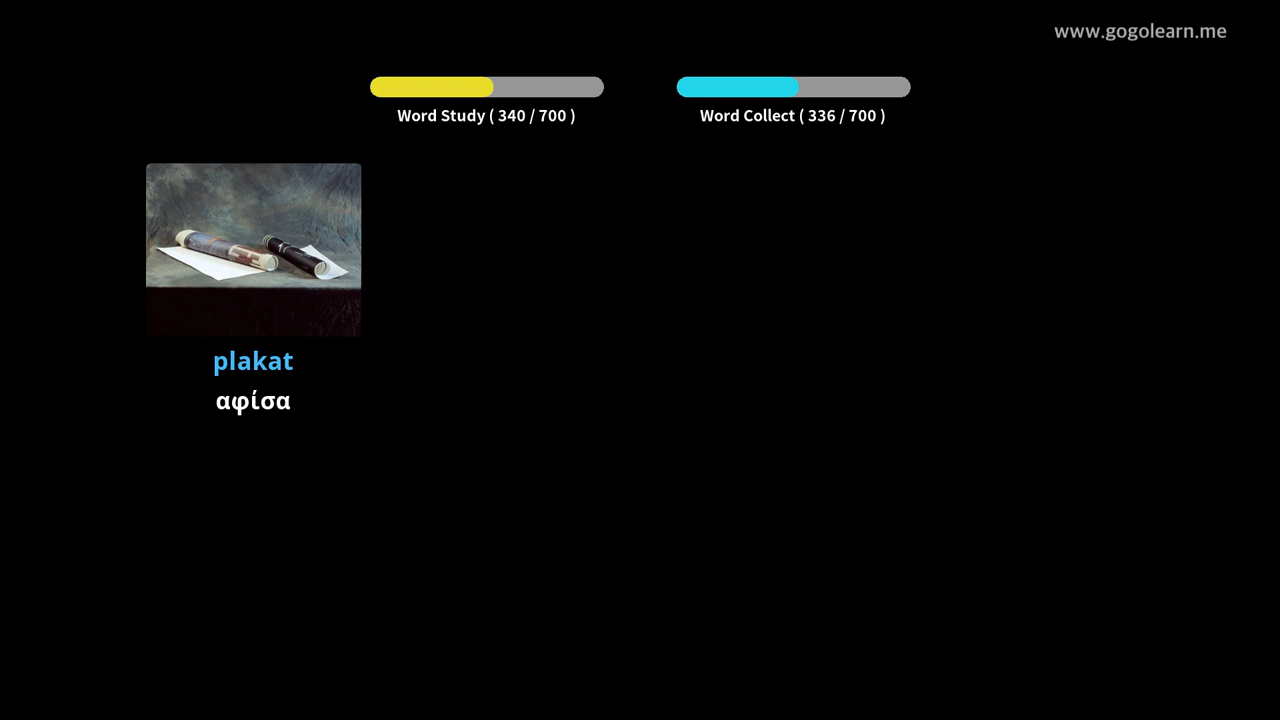 www.gogolearn.me
Word Study ( 340 / 700 )
Word Collect ( 336 / 700 )
plakat
αφίσα